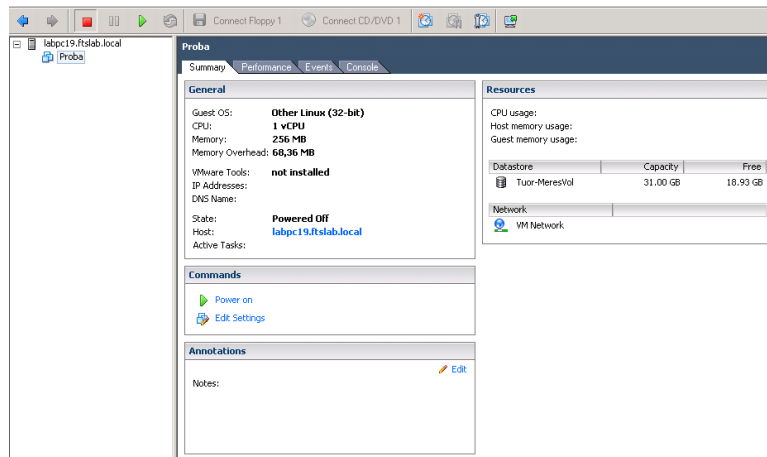 Connect Floppy 1 Connect CD/DVD 1
labpc19.ftslab.local
Proba
Proba
Summary Performance Events Console
General
Guest OS: Other Linux (32-bit)
CPU: 1 vCPU
Memory: 256 MB
Memory Overhead: 68,36 MB
VMware Tools: not installed
IP Addresses:
DNS Name:
State: Powered Off
Host: labpc19.ftslab.local
Active Tasks:
Commands
Power on
Edit Settings
Annotations
Edit
Notes:
Resources
CPU usage:
Host memory usage:
Guest memory usage:
Datastore Capacity Free
Tuor-MeresVol 31.00 GB 18.93 GB
Network
VM Network